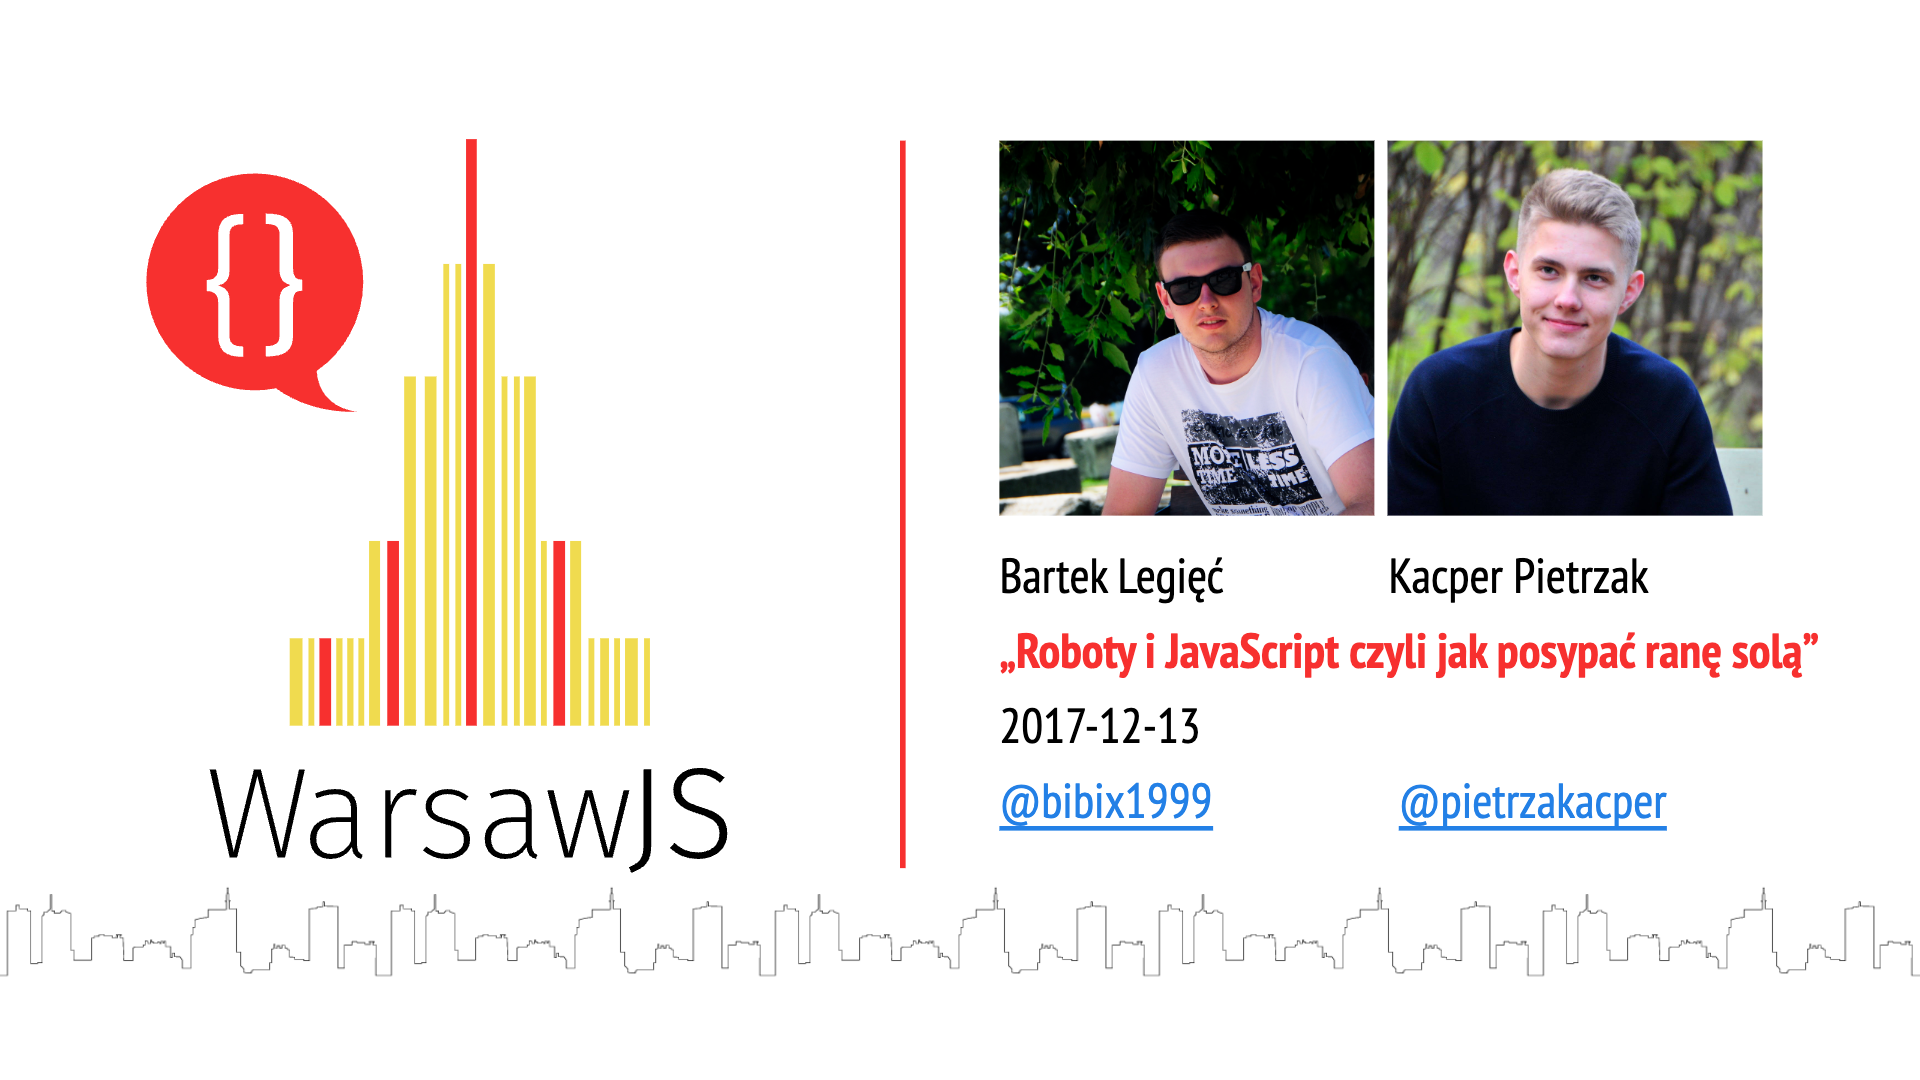 {}
WarsawJS
MORE LESS
TIME TIME
Bartek Legięć
Kacper Pietrzak
„Roboty i JavaScript czyli jak posypać ranę solą”
2017-12-13
@bibix1999
@pietrzakacper